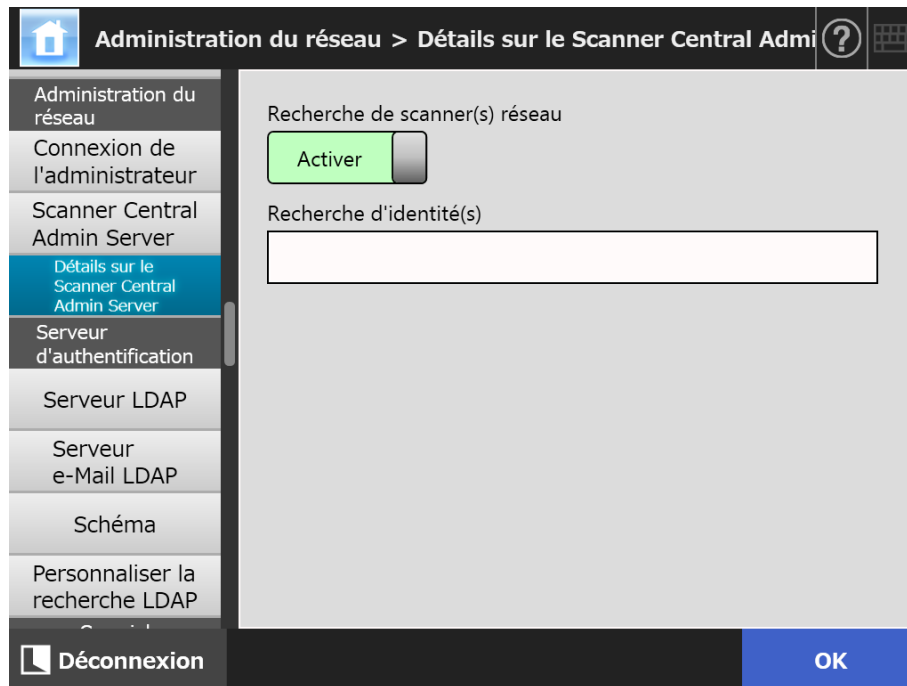 Administration du réseau > Détails sur le Scanner Central Admi
Administration du
réseau
Connexion de
l'administrateur
Scanner Central
Admin Server
Détails sur le
Scanner Central
Admin Server
Serveur
d'authentification
Serveur LDAP
Serveur
e-Mail LDAP
Schéma
Personnaliser la
recherche LDAP
Recherche de scanner(s) réseau
Activer
Recherche d'identité(s)
Déconnexion
OK